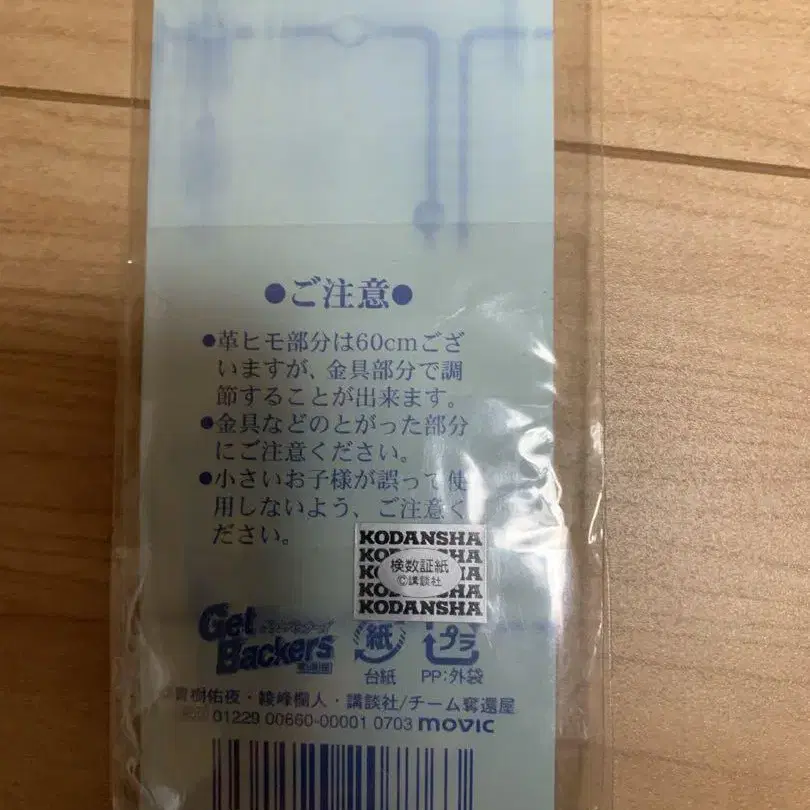 ●ご注意●
●革ヒモ部分は60cmござ
いますが、金具部分で調
節することが出来ます。
●金具などのとがった部分
にご注意ください。
●小さいお子様が誤って使
用しないよう、ご注意く
ださい。
KODANSHA
検数証紙
©講談社
KODANSHA
Get
Backers
紙
プラ
台紙
PP:外袋
青樹佑夜・綾峰欄人・講談社/チーム奪還屋
01229 00660-00001 0703 movic